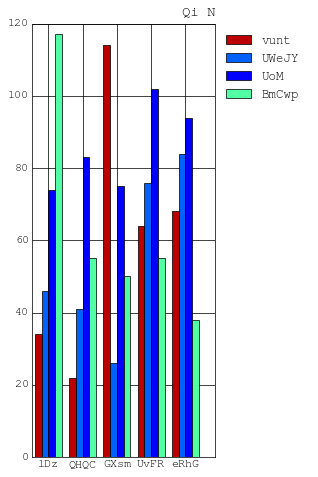 Qi N
vunt
UWeJY
UoM
BmCwp
120
100
80
60
40
20
0
lDz QHQC GXsm UvFR eRhG